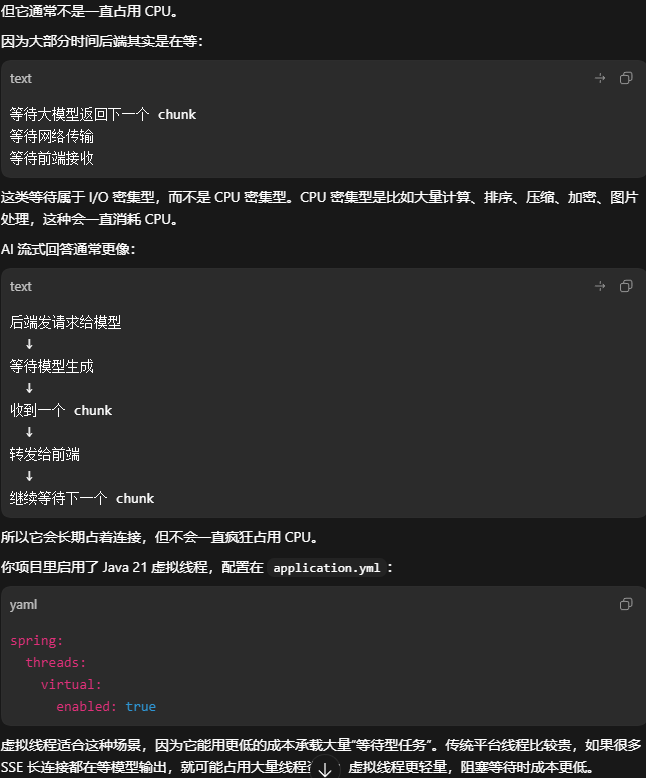 但它通常不是一直占用 CPU。
因为大部分时间后端其实是在等：
text
等待大模型返回下一个 chunk
等待网络传输
等待前端接收
这类等待属于 I/O 密集型，而不是 CPU 密集型。CPU 密集型是比如大量计算、排序、压缩、加密、图片
处理，这种会一直消耗 CPU。
AI 流式回答通常更像：
text
后端发请求给模型
↓
等待模型生成
↓
收到一个 chunk
↓
转发给前端
↓
继续等待下一个 chunk
所以它会长期占着连接，但不会一直疯狂占用 CPU。
你项目里启用了 Java 21 虚拟线程，配置在 application.yml：
yaml
spring:
  threads:
    virtual:
      enabled: true
虚拟线程适合这种场景，因为它能用更低的成本承载大量“等待型任务”。传统平台线程比较贵，如果很多
SSE 长连接都在等模型输出，就可能占用大量线程 虚拟线程更轻量，阻塞等待时成本更低。